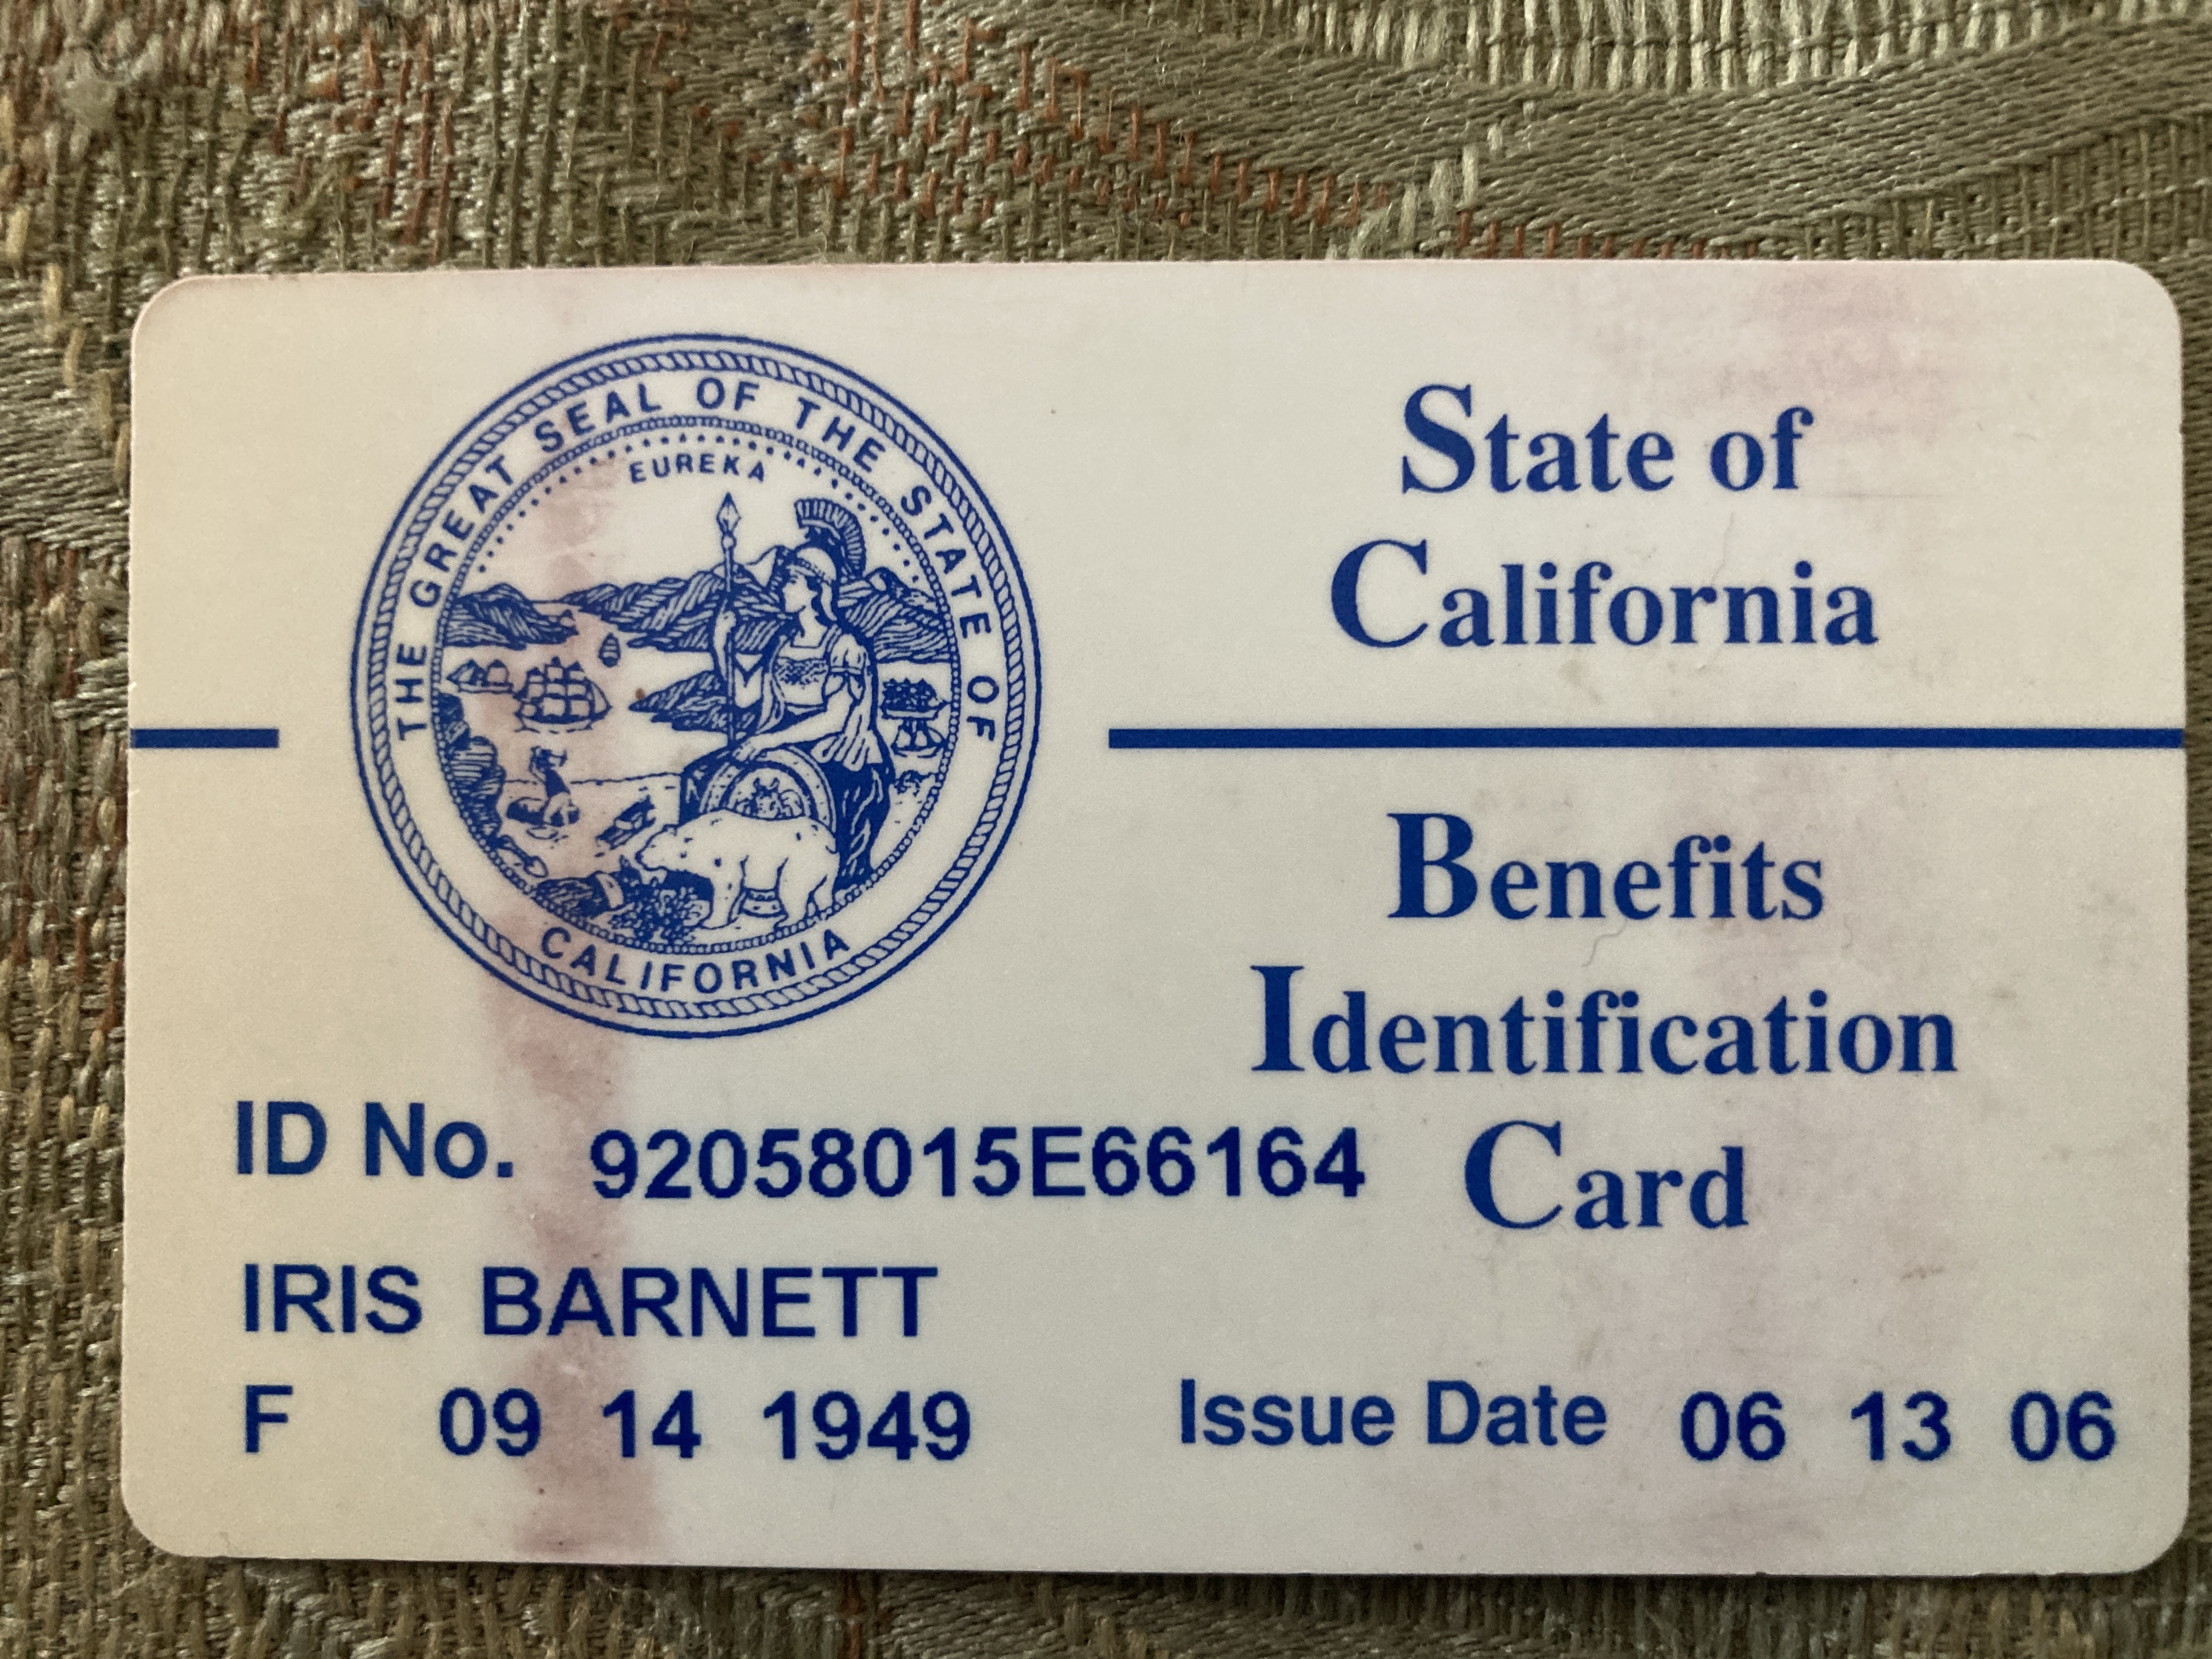 THE GREAT SEAL OF THE STATE OF CALIFORNIA
EUREKA
State of
California
Benefits
Identification
Card
ID No. 92058015E66164
IRIS BARNETT
F 09 14 1949 Issue Date 06 13 06